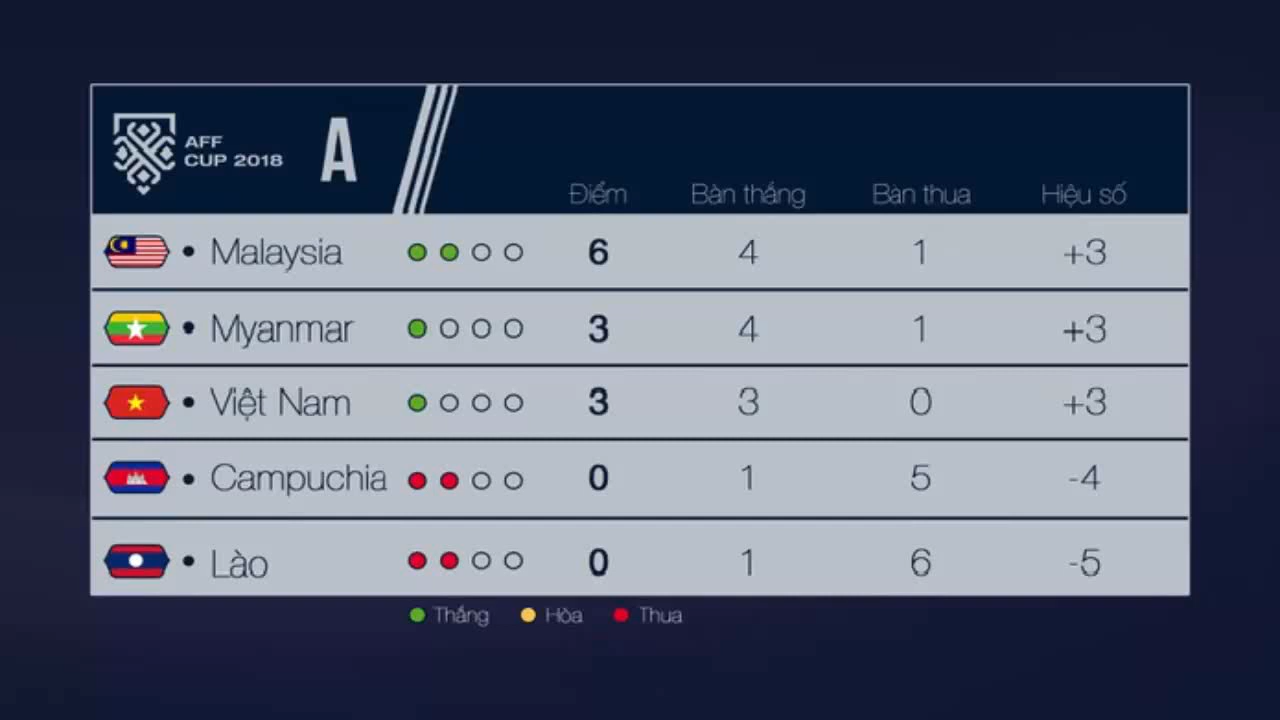 AFF
CUP 2018
A
Điểm Bàn thắng Bàn thua Hiệu số
• Malaysia 6 4 1 +3
• Myanmar 3 4 1 +3
• Việt Nam 3 3 0 +3
• Campuchia 0 1 5 -4
• Lào 0 1 6 -5
Thắng Hòa Thua